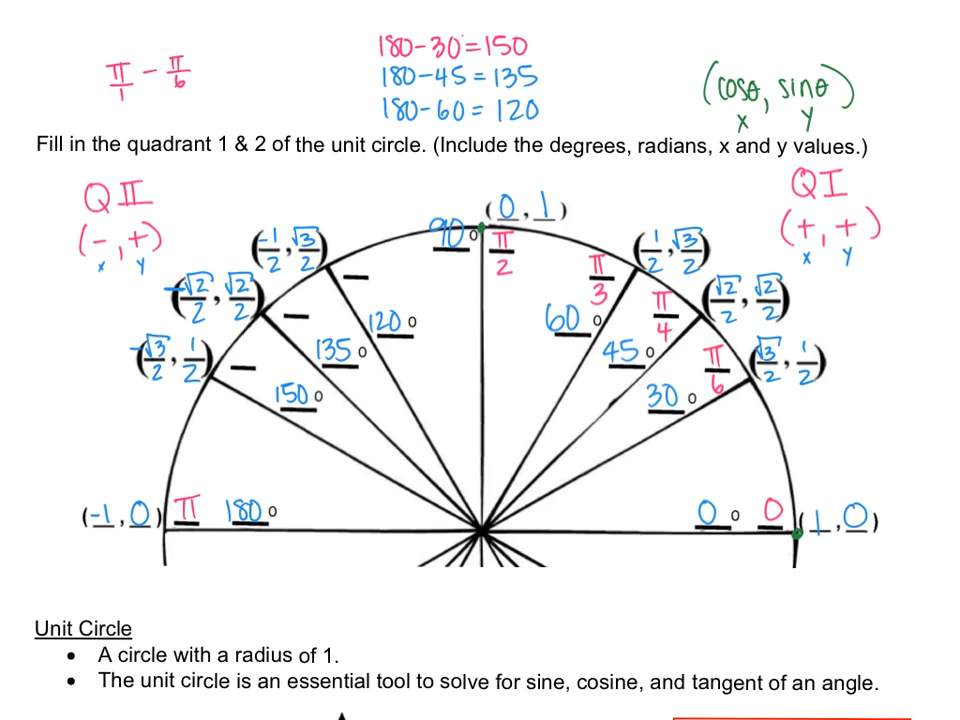 π/1 - π/6
180-30=150
180-45=135
180-60=120
(cosθ, sinθ)
x y
Fill in the quadrant 1 & 2 of the unit circle. (Include the degrees, radians, x and y values.)
Q II
(-, +)
x y
Q I
(+, +)
x y
(0, 1)
90° π/2
(-1/2, √3/2)
(1/2, √3/2)
(-√2/2, √2/2)
(√2/2, √2/2)
(-√3/2, 1/2)
(√3/2, 1/2)
120°
60° π/3
135°
45° π/4
150°
30° π/6
(-1, 0) π 180°
0° 0 (1, 0)
Unit Circle
• A circle with a radius of 1.
• The unit circle is an essential tool to solve for sine, cosine, and tangent of an angle.